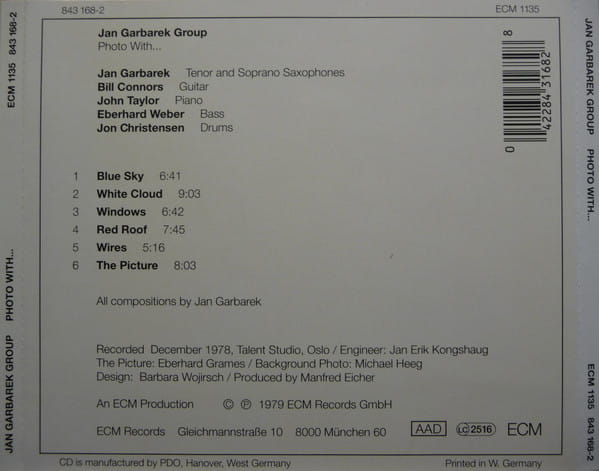 843 168-2 ECM 1135
Jan Garbarek Group
Photo With...
Jan Garbarek Tenor and Soprano Saxophones
Bill Connors Guitar
John Taylor Piano
Eberhard Weber Bass
Jon Christensen Drums
1 Blue Sky 6:41
2 White Cloud 9:03
3 Windows 6:42
4 Red Roof 7:45
5 Wires 5:16
6 The Picture 8:03
All compositions by Jan Garbarek
Recorded December 1978, Talent Studio, Oslo / Engineer: Jan Erik Kongshaug
The Picture: Eberhard Grames / Background Photo: Michael Heeg
Design: Barbara Wojirsch / Produced by Manfred Eicher
An ECM Production © ℗ 1979 ECM Records GmbH
ECM Records Gleichmannstraße 10 8000 München 60 AAD LC 2516 ECM
CD is manufactured by PDO, Hanover, West Germany Printed in W. Germany
0 42284 31682 8
JAN GARBAREK GROUP PHOTO WITH... ECM 1135 843 168-2
JAN GARBAREK GROUP PHOTO WITH... ECM 1135 843 168-2